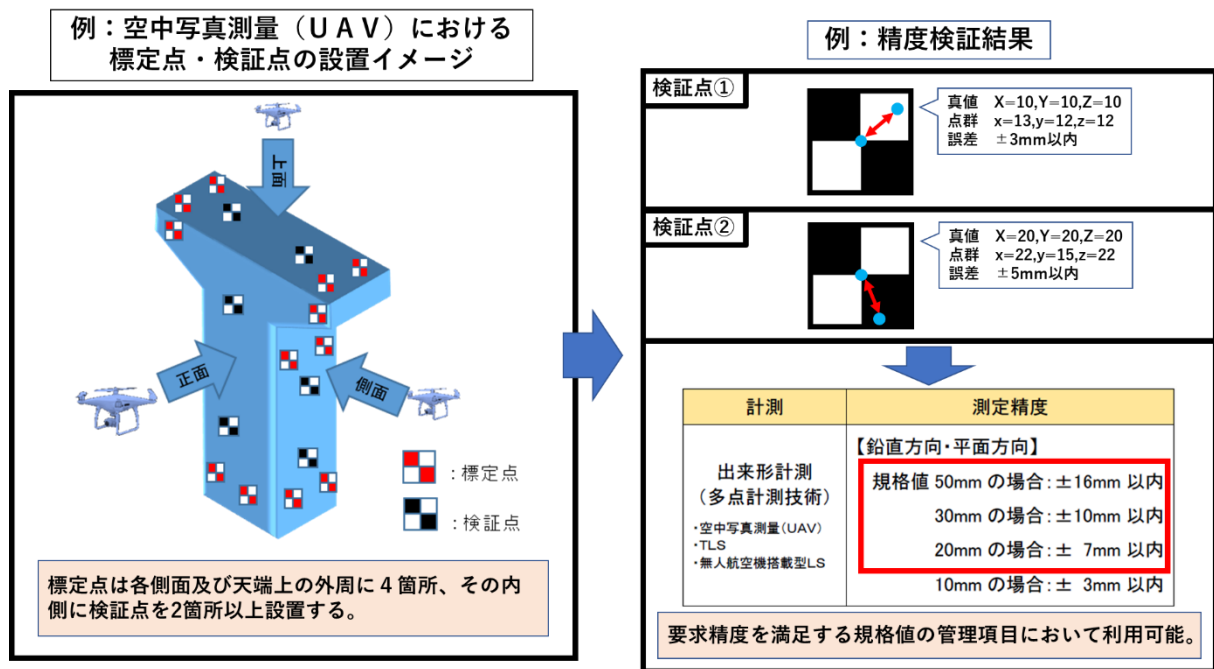 例：空中写真測量（ＵＡＶ）における
標定点・検証点の設置イメージ
上面
正面
側面
：標定点
：検証点
標定点は各側面及び天端上の外周に４箇所、その内
側に検証点を2箇所以上設置する。
例：精度検証結果
検証点①
真値　X=10,Y=10,Z=10
点群　x=13,y=12,z=12
誤差　±3mm以内
検証点②
真値　X=20,Y=20,Z=20
点群　x=22,y=15,z=22
誤差　±5mm以内
計測
測定精度
出来形計測
（多点計測技術）
・空中写真測量(UAV)
・TLS
・無人航空機搭載型LS
【鉛直方向・平面方向】
規格値 50mm の場合：±16mm 以内
30mm の場合：±10mm 以内
20mm の場合：± 7mm 以内
10mm の場合：± 3mm 以内
要求精度を満足する規格値の管理項目において利用可能。